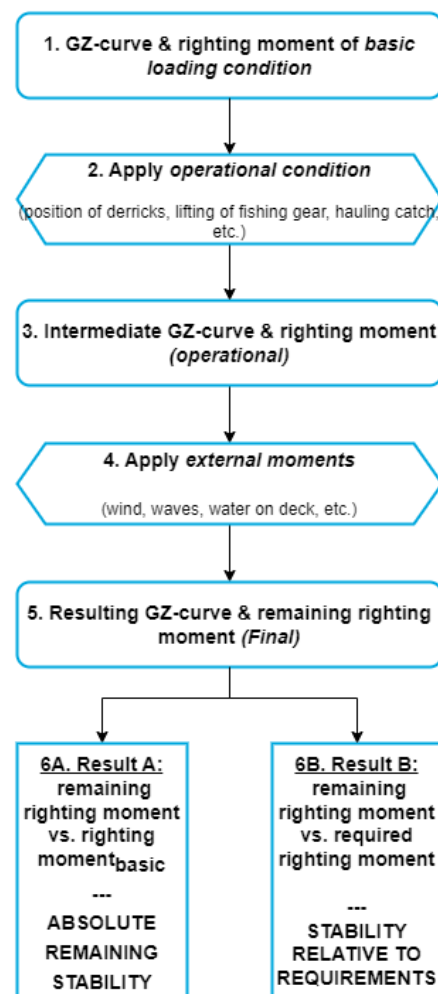 1. GZ-curve & righting moment of basic
loading condition
2. Apply operational condition
(position of derricks, lifting of fishing gear, hauling catch,
etc.)
3. Intermediate GZ-curve & righting moment
(operational)
4. Apply external moments
(wind, waves, water on deck, etc.)
5. Resulting GZ-curve & remaining righting
moment (Final)
6A. Result A:
remaining
righting moment
vs. righting
moment basic
---
ABSOLUTE
REMAINING
STABILITY
6B. Result B:
remaining
righting moment
vs. required
righting moment
---
STABILITY
RELATIVE TO
REQUIREMENTS